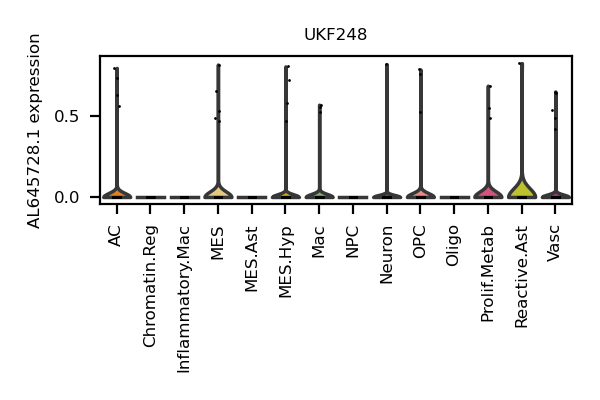 UKF248
AL645728.1 expression
0.5
0.0
AC
Chromatin.Reg
Inflammatory.Mac
MES
MES.Ast
MES.Hyp
Mac
NPC
Neuron
OPC
Oligo
Prolif.Metab
Reactive.Ast
Vasc